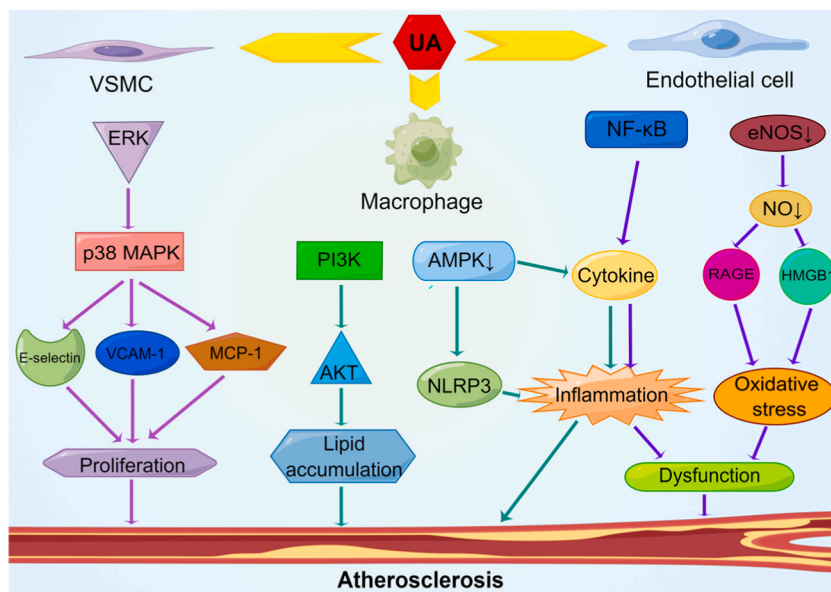 UA
VSMC
Endothelial cell
ERK
Macrophage
NF-κB
eNOS↓
NO↓
p38 MAPK
PI3K
AMPK↓
Cytokine
RAGE
HMGB1
E-selectin
VCAM-1
MCP-1
AKT
NLRP3
Inflammation
Oxidative
stress
Proliferation
Lipid
accumulation
Dysfunction
Atherosclerosis